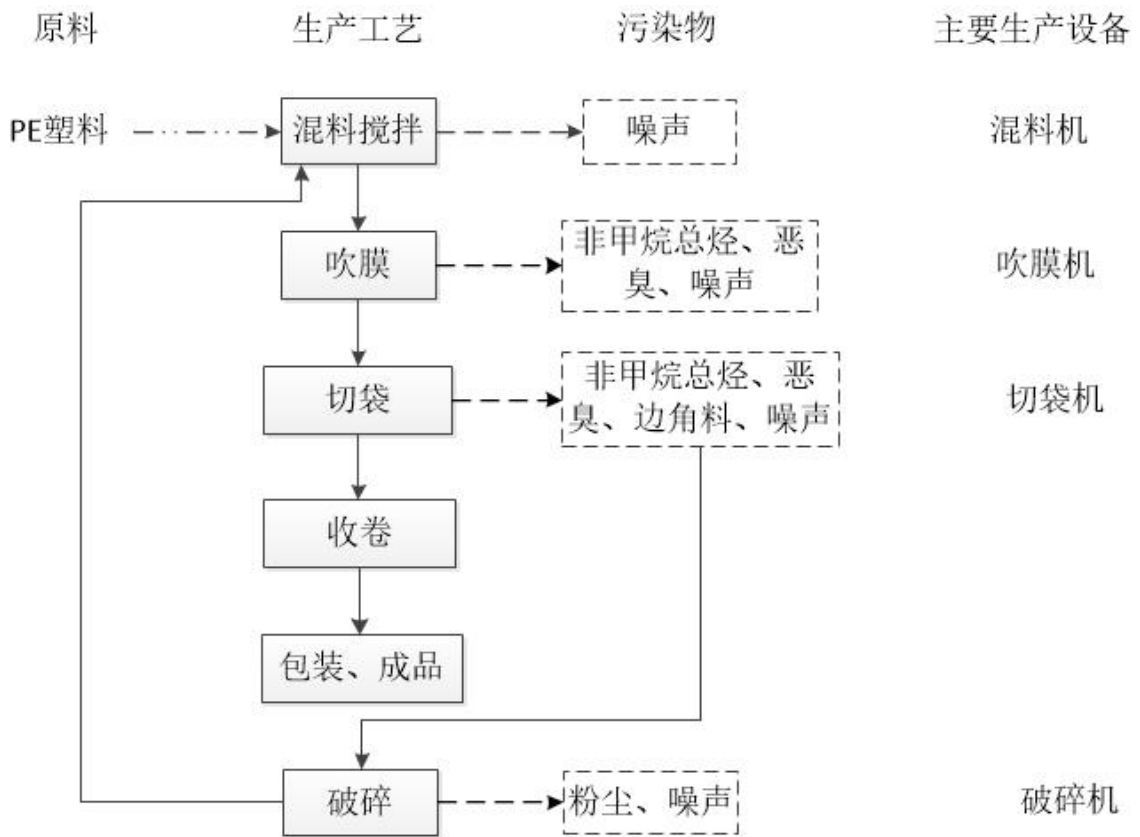 原料 生产工艺 污染物 主要生产设备
PE塑料 混料搅拌 噪声 混料机
吹膜 非甲烷总烃、恶 吹膜机
臭、噪声
切袋 非甲烷总烃、恶 切袋机
臭、边角料、噪声
收卷
包装、成品
破碎 粉尘、噪声 破碎机